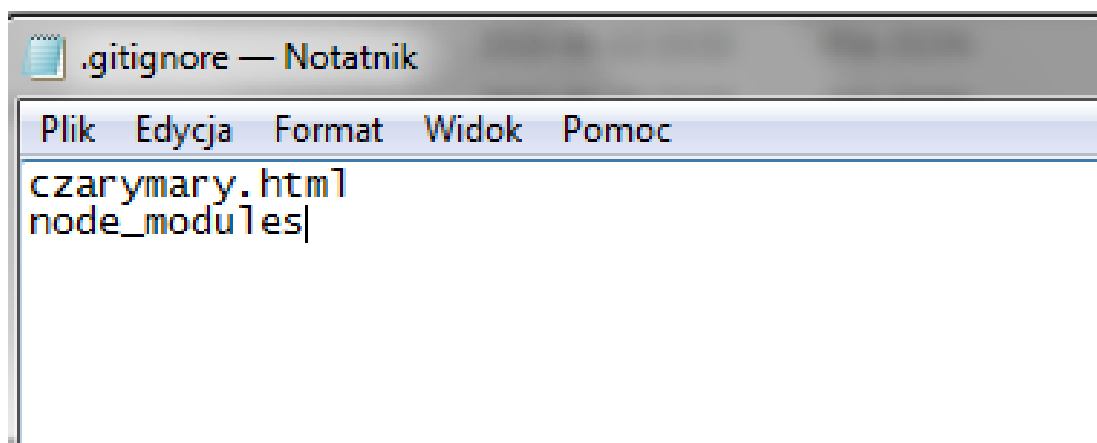 .gitignore — Notatnik
Plik Edycja Format Widok Pomoc
czarymary.html
node_modules